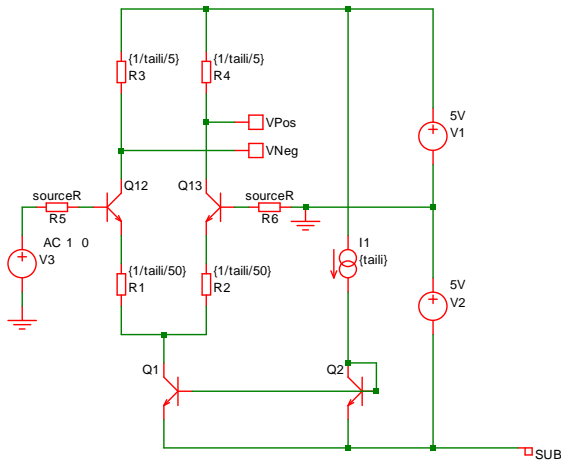 {1/taili/5}
R3
{1/taili/5}
R4
VPos
VNeg
5V
V1
Q12
Q13
sourceR
R5
sourceR
R6
AC 1 0
V3
I1
{taili}
{1/taili/50}
R1
{1/taili/50}
R2
5V
V2
Q1
Q2
SUB